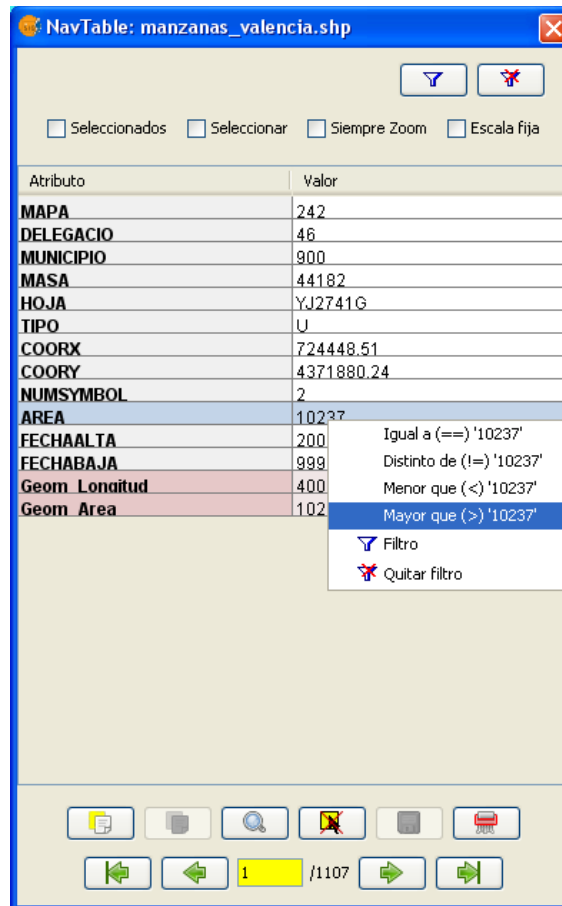 NavTable: manzanas_valencia.shp
Seleccionados Seleccionar Siempre Zoom Escala fija
Atributo Valor
MAPA 242
DELEGACIO 46
MUNICIPIO 900
MASA 44182
HOJA YJ2741G
TIPO U
COORX 724448.51
COORY 4371880.24
NUMSYMBOL 2
AREA 10237
FECHAALTA 200
FECHABAJA 999
Geom_Longitud 400
Geom_Area 102
Igual a (==) '10237'
Distinto de (!=) '10237'
Menor que (<) '10237'
Mayor que (>) '10237'
Filtro
Quitar filtro
1 /1107